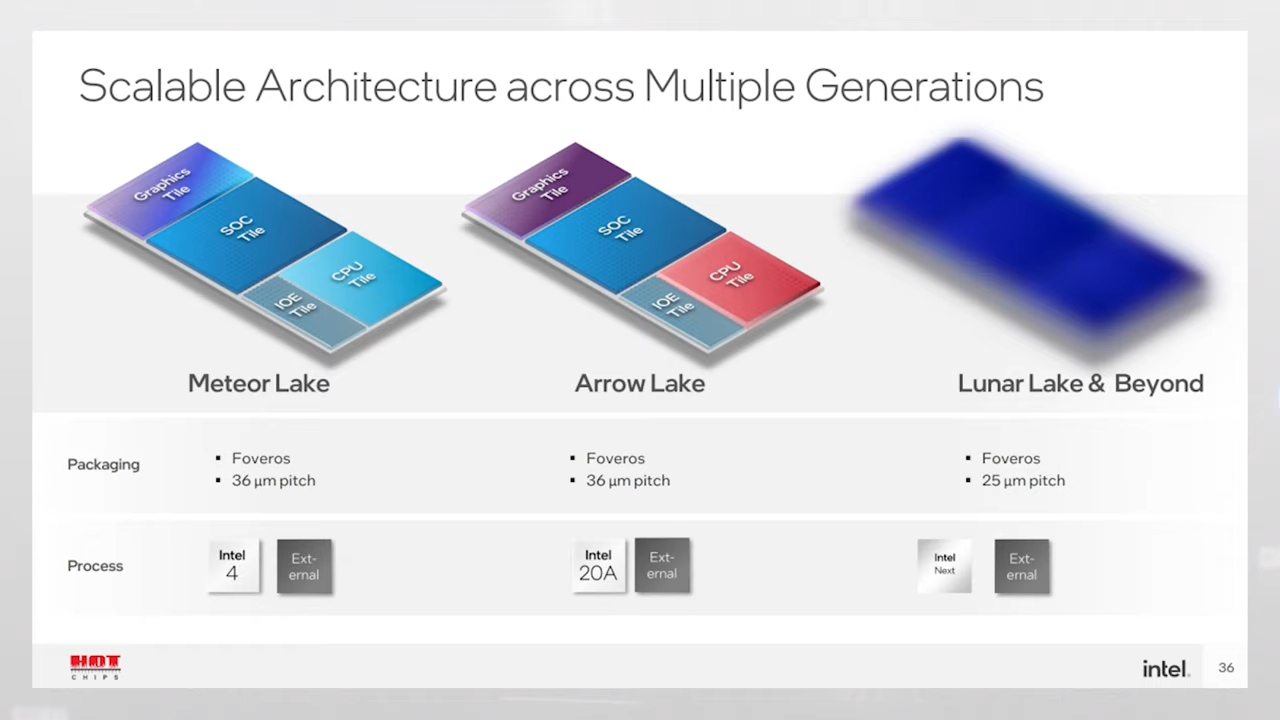 Scalable Architecture across Multiple Generations
Graphics
Tile
SOC
Tile
CPU
Tile
IOE
Tile
Meteor Lake
Graphics
Tile
SOC
Tile
CPU
Tile
IOE
Tile
Arrow Lake
Lunar Lake & Beyond
Packaging
▪ Foveros
▪ 36 µm pitch
▪ Foveros
▪ 36 µm pitch
▪ Foveros
▪ 25 µm pitch
Process
Intel
4
Ext-
ernal
Intel
20A
Ext-
ernal
Intel
Next
Ext-
ernal
HOT
CHIPS
intel.
36